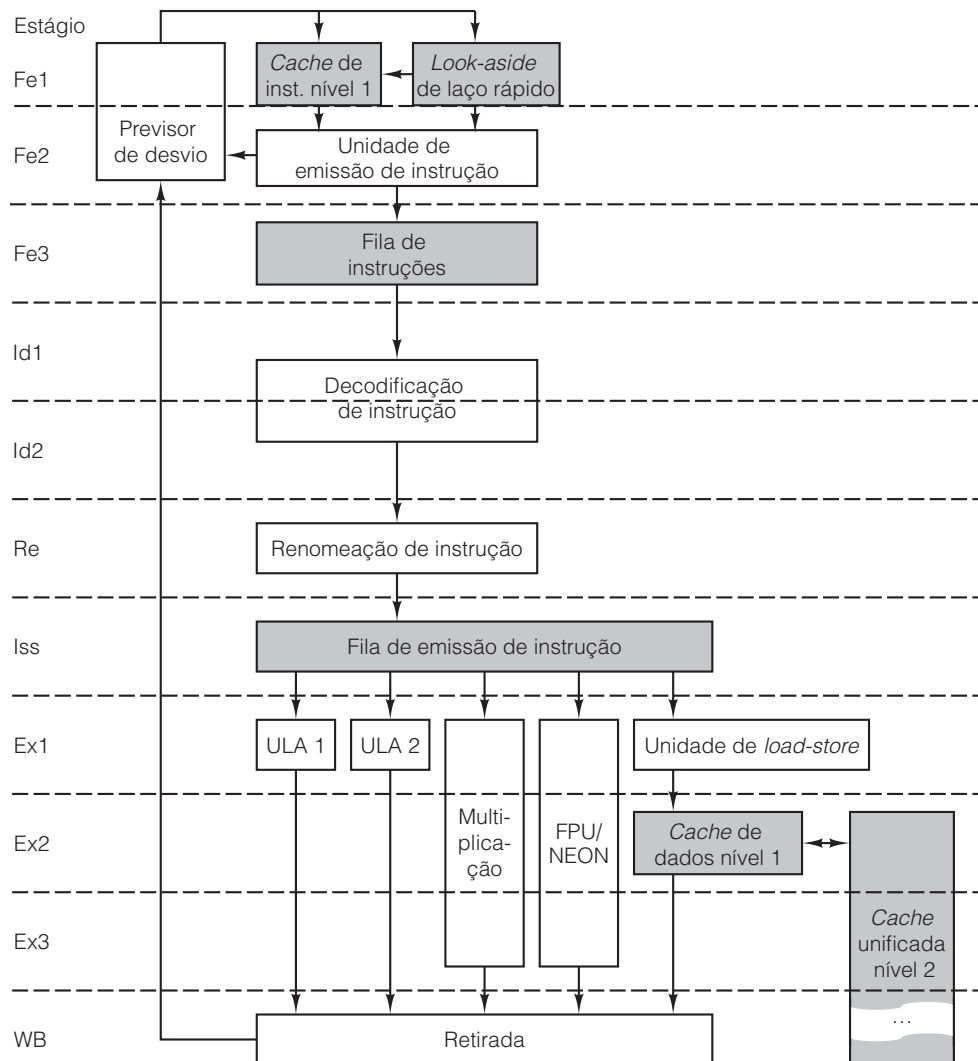 Estágio
Fe1
Cache de
inst. nível 1
Look-aside
de laço rápido
Previsor
de desvio
Fe2
Unidade de
emissão de instrução
Fe3
Fila de
instruções
Id1
Decodificação
de instrução
Id2
Re
Renomeação de instrução
Iss
Fila de emissão de instrução
Ex1
ULA 1
ULA 2
Unidade de load-store
Ex2
Multi-
plica-
ção
FPU/
NEON
Cache de
dados nível 1
Ex3
Cache
unificada
nível 2
...
WB
Retirada